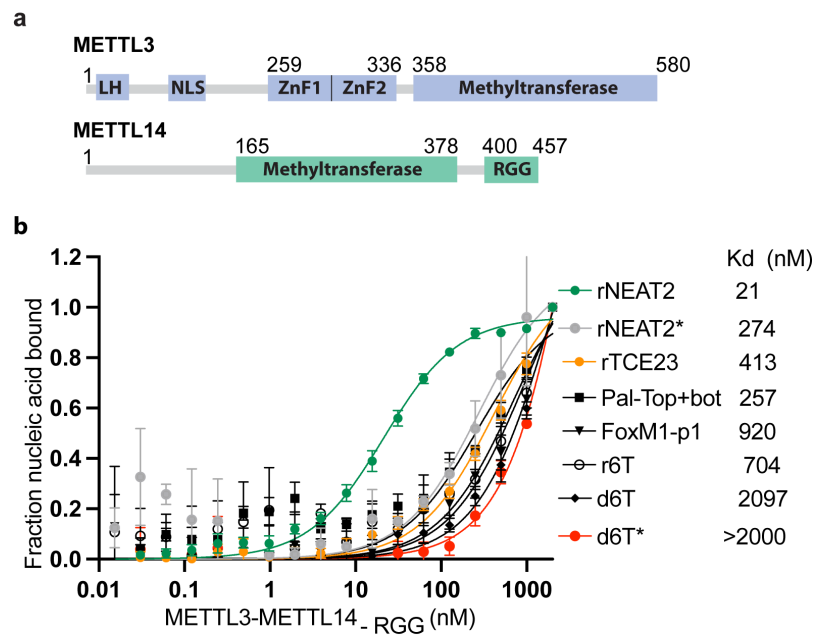 a
METTL3
1 259 336 358 580
LH NLS ZnF1 ZnF2 Methyltransferase
METTL14
1 165 378 400 457
Methyltransferase RGG
b
Kd (nM)
rNEAT2 21
rNEAT2* 274
rTCE23 413
Pal-Top+bot 257
FoxM1-p1 920
r6T 704
d6T 2097
d6T* >2000
Fraction nucleic acid bound
1.2
1.0
0.8
0.6
0.4
0.2
0.0
0.01 0.1 1 10 100 1000
METTL3-METTL14 - RGG (nM)